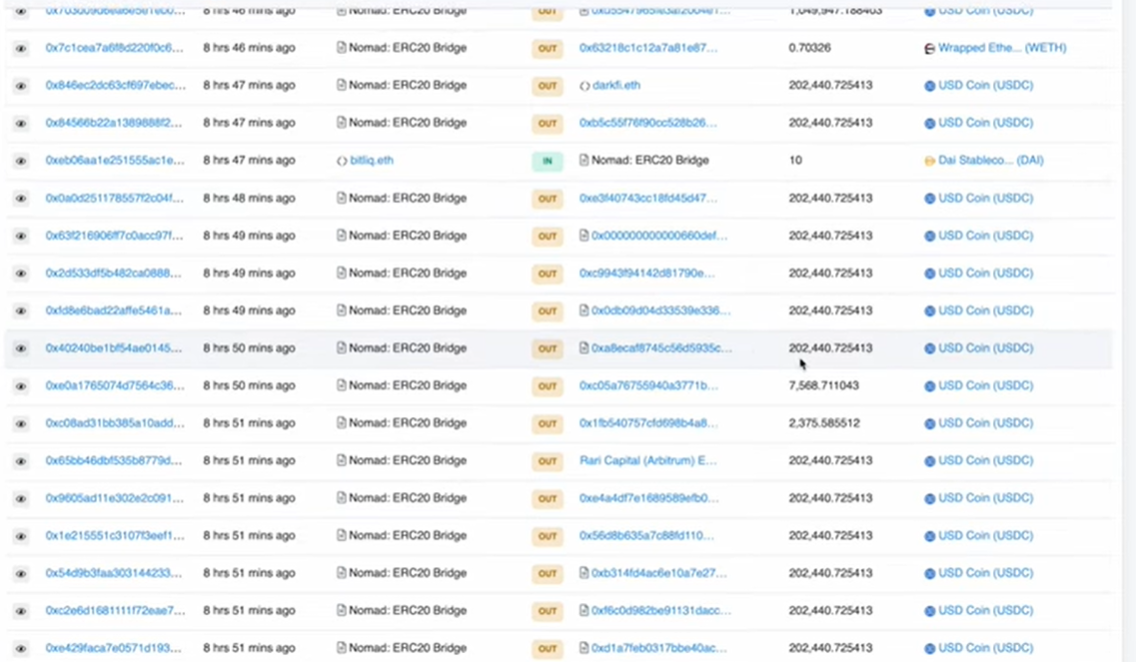 8 hrs 46 mins ago Nomad: ERC20 Bridge OUT USD Coin (USDC)
0x7c1cea7a6f8d220f0c6... 8 hrs 46 mins ago Nomad: ERC20 Bridge OUT 0x63218c1c12a7a81e87... 0.70326 Wrapped Ethe... (WETH)
0x846ec2dc63cf697ebec... 8 hrs 47 mins ago Nomad: ERC20 Bridge OUT darkfi.eth 202,440.725413 USD Coin (USDC)
0x84566b22a1389888f2... 8 hrs 47 mins ago Nomad: ERC20 Bridge OUT 0xb5c55f76f90cc528b26... 202,440.725413 USD Coin (USDC)
0xeb06aa1e251555ac1e... 8 hrs 47 mins ago bitliq.eth IN Nomad: ERC20 Bridge 10 Dai Stableco... (DAI)
0x0a0d251178557f2c04f... 8 hrs 48 mins ago Nomad: ERC20 Bridge OUT 0xe3f40743cc18fd45d47... 202,440.725413 USD Coin (USDC)
0x63f216906ff7c0acc97f... 8 hrs 49 mins ago Nomad: ERC20 Bridge OUT 0x000000000000660def... 202,440.725413 USD Coin (USDC)
0x2d533df5b482ca0888... 8 hrs 49 mins ago Nomad: ERC20 Bridge OUT 0xc9943f94142d81790e... 202,440.725413 USD Coin (USDC)
0xfd8e6bad22affe5461a... 8 hrs 49 mins ago Nomad: ERC20 Bridge OUT 0x0db09d04d33539e336... 202,440.725413 USD Coin (USDC)
0x40240be1bf54ae0145... 8 hrs 50 mins ago Nomad: ERC20 Bridge OUT 0xa8ecaf8745c56d5935c... 202,440.725413 USD Coin (USDC)
0xe0a1765074d7564c36... 8 hrs 50 mins ago Nomad: ERC20 Bridge OUT 0xc05a76755940a3771b... 7,568.711043 USD Coin (USDC)
0xc08ad31bb385a10add... 8 hrs 51 mins ago Nomad: ERC20 Bridge OUT 0x1fb540757cfd698b4a8... 2,375.585512 USD Coin (USDC)
0x65bb46dbf535b8779d... 8 hrs 51 mins ago Nomad: ERC20 Bridge OUT Rari Capital (Arbitrum) E... 202,440.725413 USD Coin (USDC)
0x9605ad11e302e2c091... 8 hrs 51 mins ago Nomad: ERC20 Bridge OUT 0xe4a4df7e1689589efb0... 202,440.725413 USD Coin (USDC)
0x1e215551c3107f3eef1... 8 hrs 51 mins ago Nomad: ERC20 Bridge OUT 0x56d8b635a7c88fd110... 202,440.725413 USD Coin (USDC)
0x54d9b3faa303144233... 8 hrs 51 mins ago Nomad: ERC20 Bridge OUT 0xb314fd4ac6e10a7e27... 202,440.725413 USD Coin (USDC)
0xc2e6d1681111f72eae7... 8 hrs 51 mins ago Nomad: ERC20 Bridge OUT 0xf6c0d982be91131dacc... 202,440.725413 USD Coin (USDC)
0xe429faca7e0571d193... 8 hrs 51 mins ago Nomad: ERC20 Bridge OUT 0xd1a7feb0317bbe40ac... 202,440.725413 USD Coin (USDC)